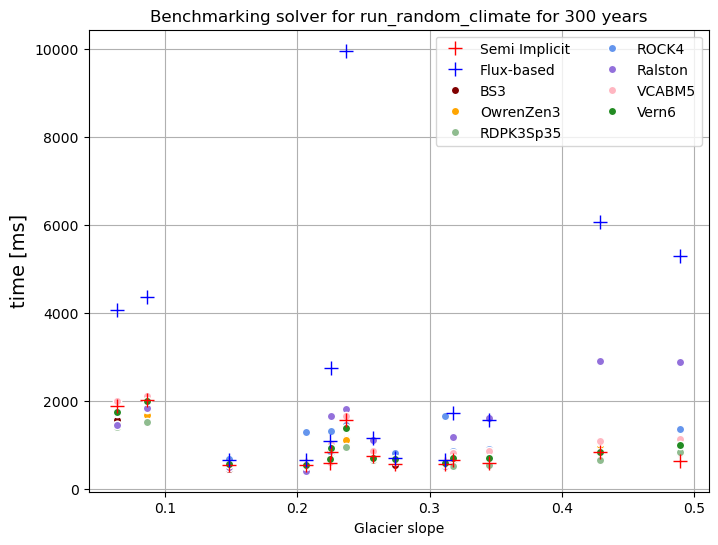 Benchmarking solver for run_random_climate for 300 years
10000
8000
6000
4000
2000
0
time [ms]
0.1
0.2
0.3
0.4
0.5
Glacier slope
Semi Implicit
Flux-based
BS3
OwrenZen3
RDPK3Sp35
ROCK4
Ralston
VCABM5
Vern6